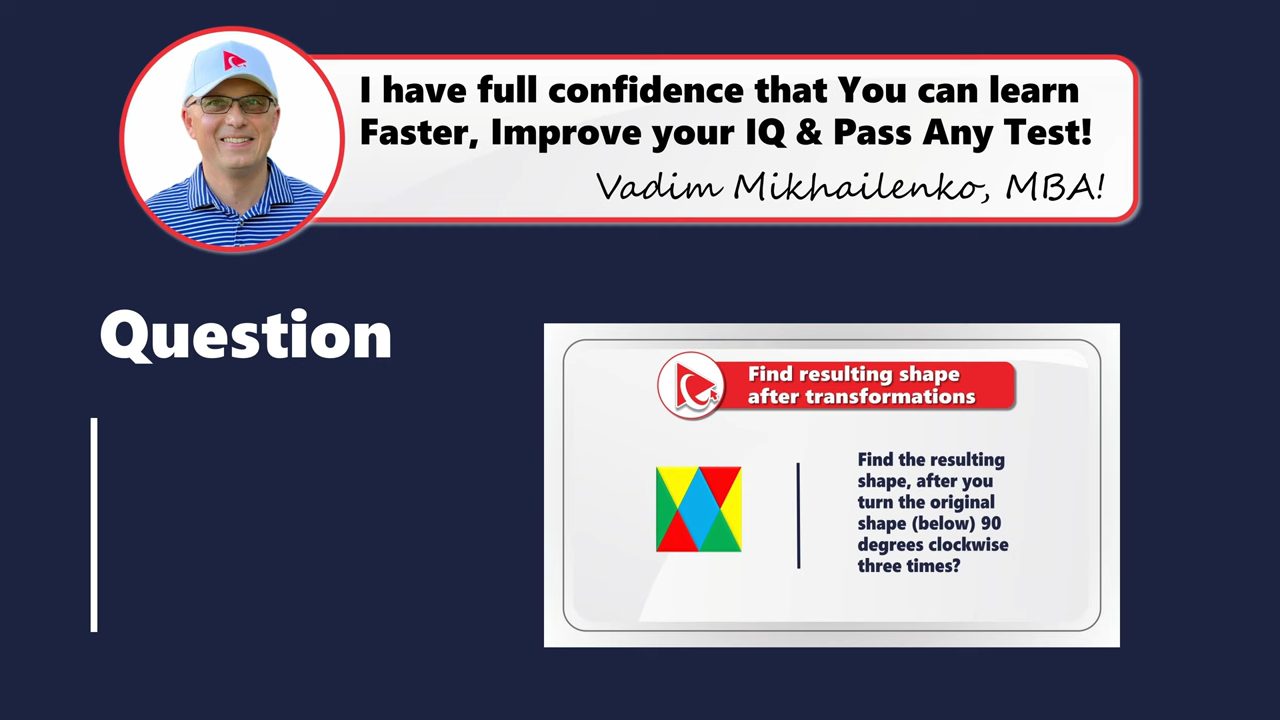 I have full confidence that You can learn
Faster, Improve your IQ & Pass Any Test!
Vadim Mikhailenko, MBA!
Question
Find resulting shape
after transformations
Find the resulting
shape, after you
turn the original
shape (below) 90
degrees clockwise
three times?